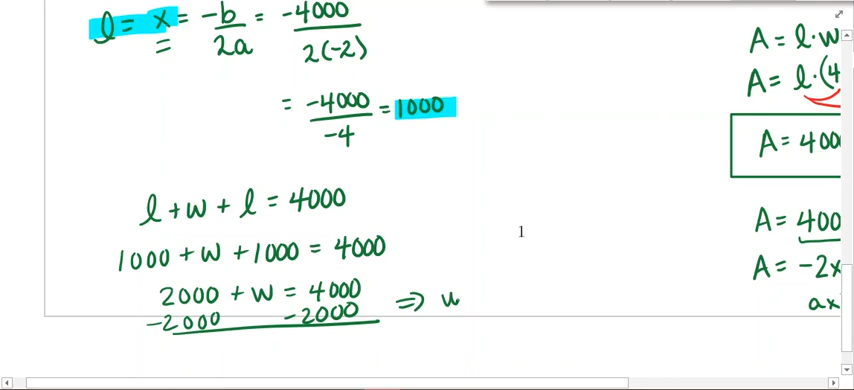 l = x = -b/2a = -4000/2(-2)
= -4000/-4 = 1000
l + w + l = 4000
1000 + w + 1000 = 4000
2000 + w = 4000
-2000 -2000 ⇒ w
1
A = l·w
A = l·(4
A = 400
A = 400
A = -2x
ax